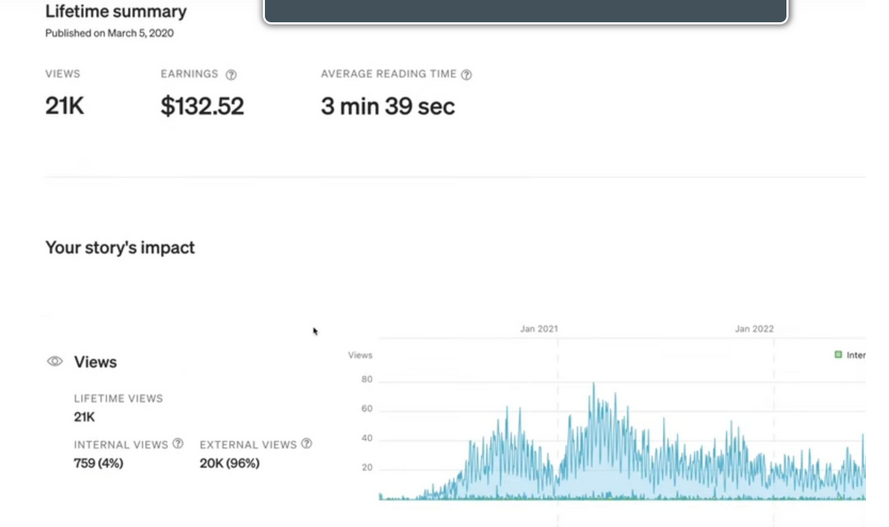 Lifetime summary
Published on March 5, 2020
VIEWS EARNINGS ? AVERAGE READING TIME ?
21K $132.52 3 min 39 sec
Your story's impact
Jan 2021 Jan 2022
Views
Views
Inter
LIFETIME VIEWS
21K
INTERNAL VIEWS ? EXTERNAL VIEWS ?
759 (4%) 20K (96%)
80
60
40
20